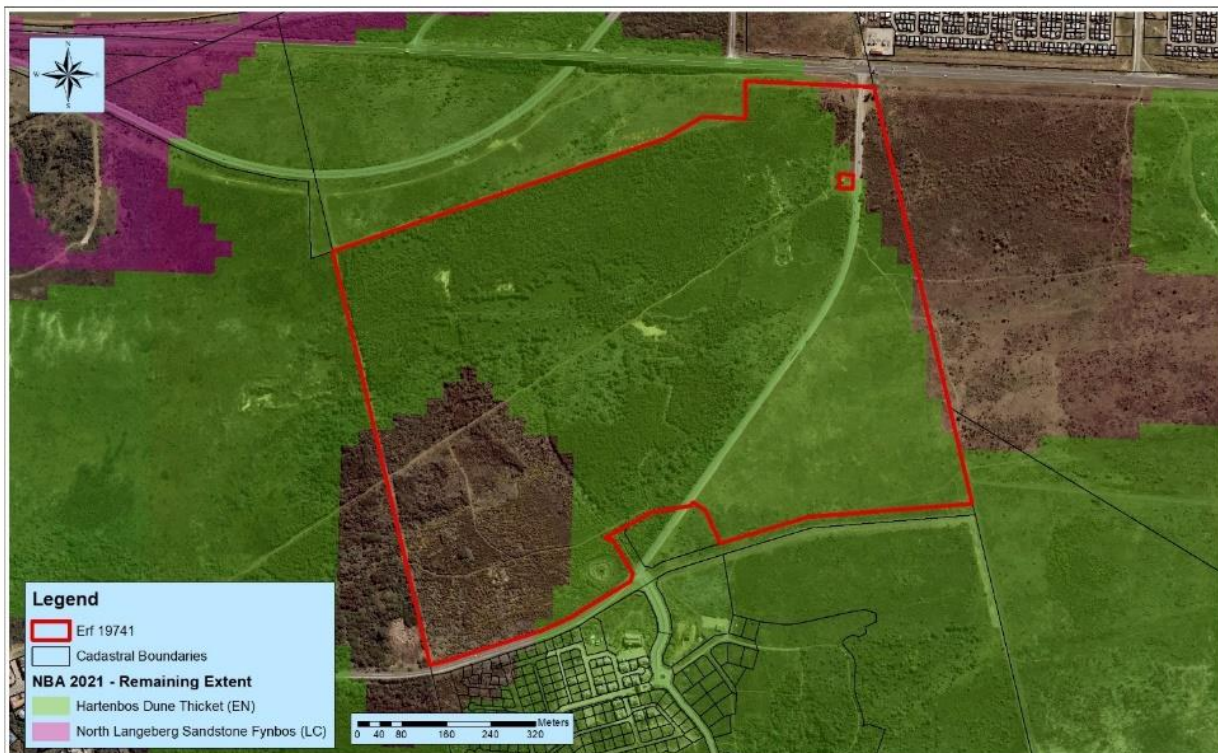 N
W E
S
Legend
Erf 19741
Cadastral Boundaries
NBA 2021 - Remaining Extent
Hartenbos Dune Thicket (EN)
North Langeberg Sandstone Fynbos (LC)
Meters
0 40 80 160 240 320